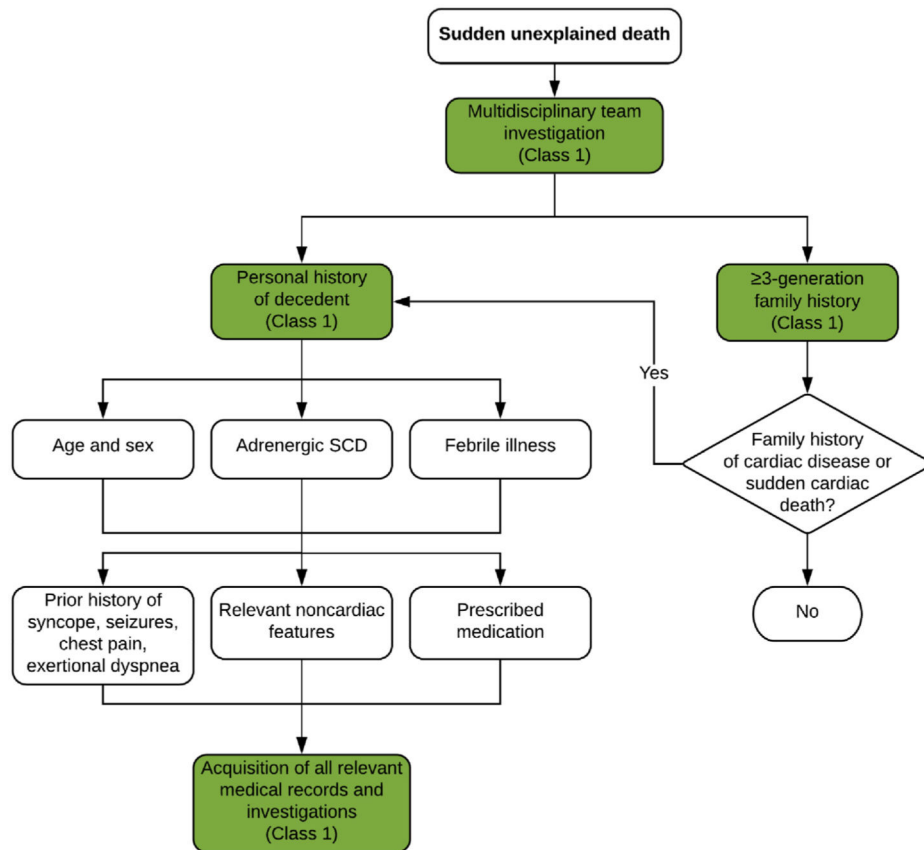 Sudden unexplained death
Multidisciplinary team
investigation
(Class 1)
Personal history
of decedent
(Class 1)
≥3-generation
family history
(Class 1)
Yes
Age and sex
Adrenergic SCD
Febrile illness
Family history
of cardiac disease or
sudden cardiac
death?
Prior history of
syncope, seizures,
chest pain,
exertional dyspnea
Relevant noncardiac
features
Prescribed
medication
No
Acquisition of all relevant
medical records and
investigations
(Class 1)